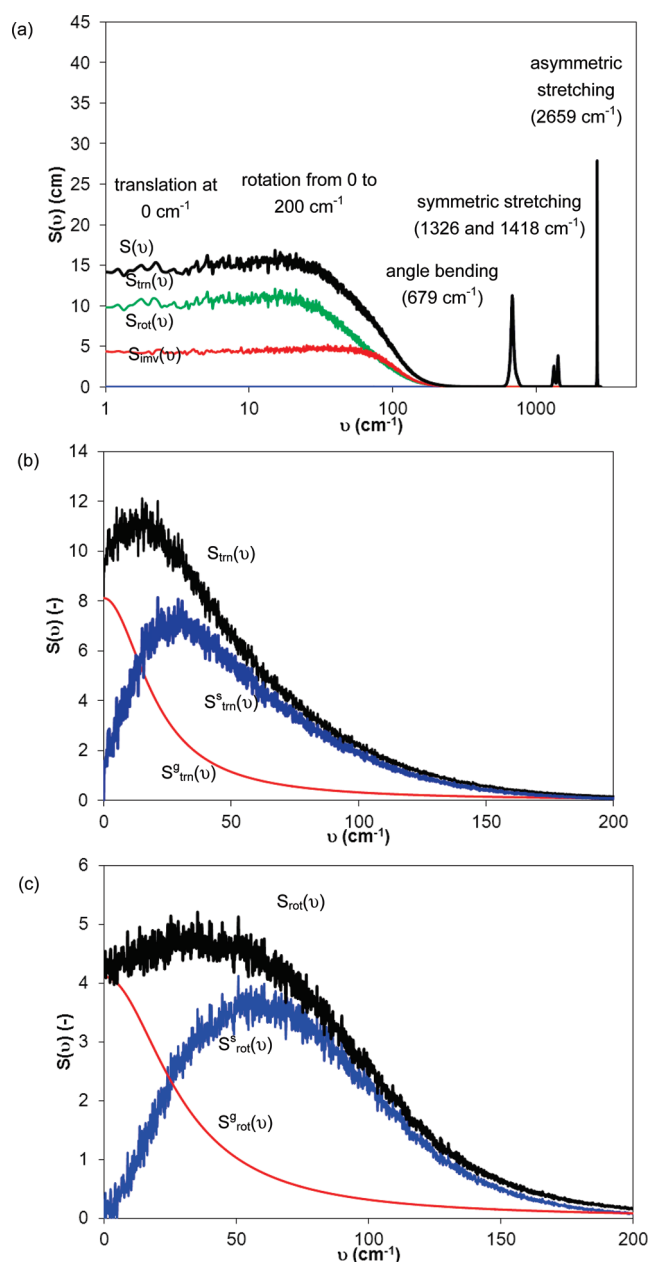 (a)
45
40
35
30
25
20
15
10
5
0
S(υ) (cm)
asymmetric
stretching
(2659 cm-1)
translation at
0 cm-1
rotation from 0 to
200 cm-1
symmetric stretching
(1326 and 1418 cm-1)
angle bending
(679 cm-1)
S(υ)
Strn(υ)
Srot(υ)
Simv(υ)
1 10 100 1000
υ (cm-1)
(b)
14
12
10
8
6
4
2
0
S(υ) (-)
Strn(υ)
Sstrn(υ)
Sgtrn(υ)
0 50 100 150 200
υ (cm-1)
(c)
6
5
4
3
2
1
0
S(υ) (-)
Srot(υ)
Ssrot(υ)
Sgrot(υ)
0 50 100 150 200
υ (cm-1)